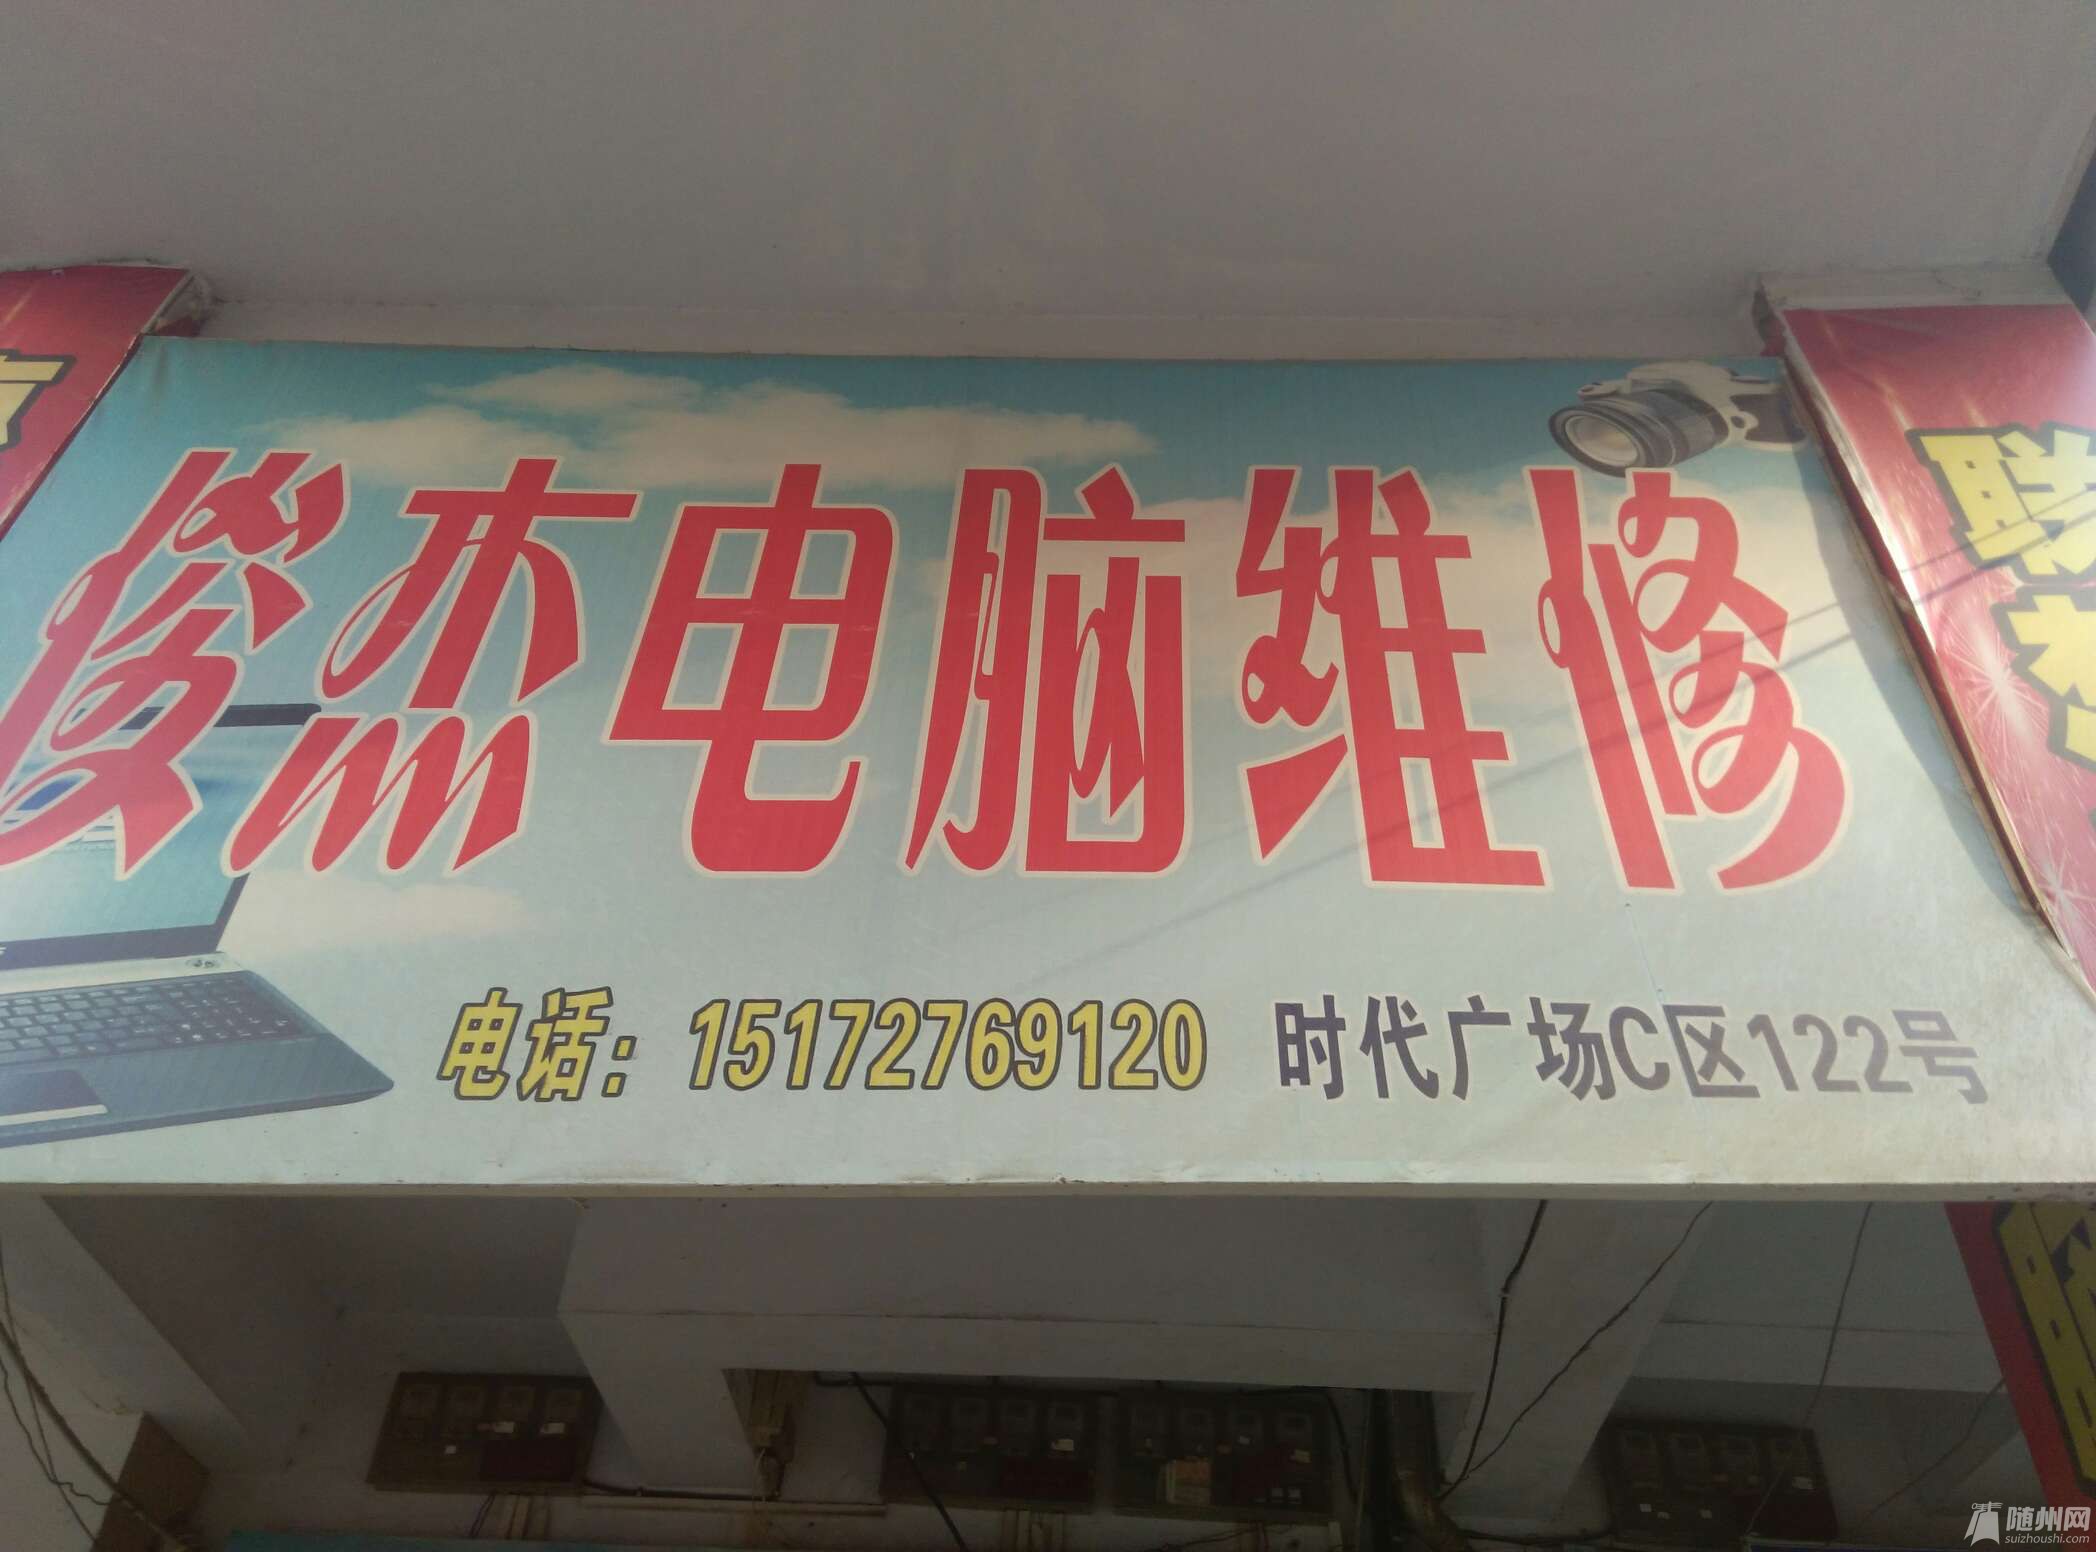 俊杰电脑维修
电话：15172769120 时代广场C区122号
联
随州网
suizhoushi.com